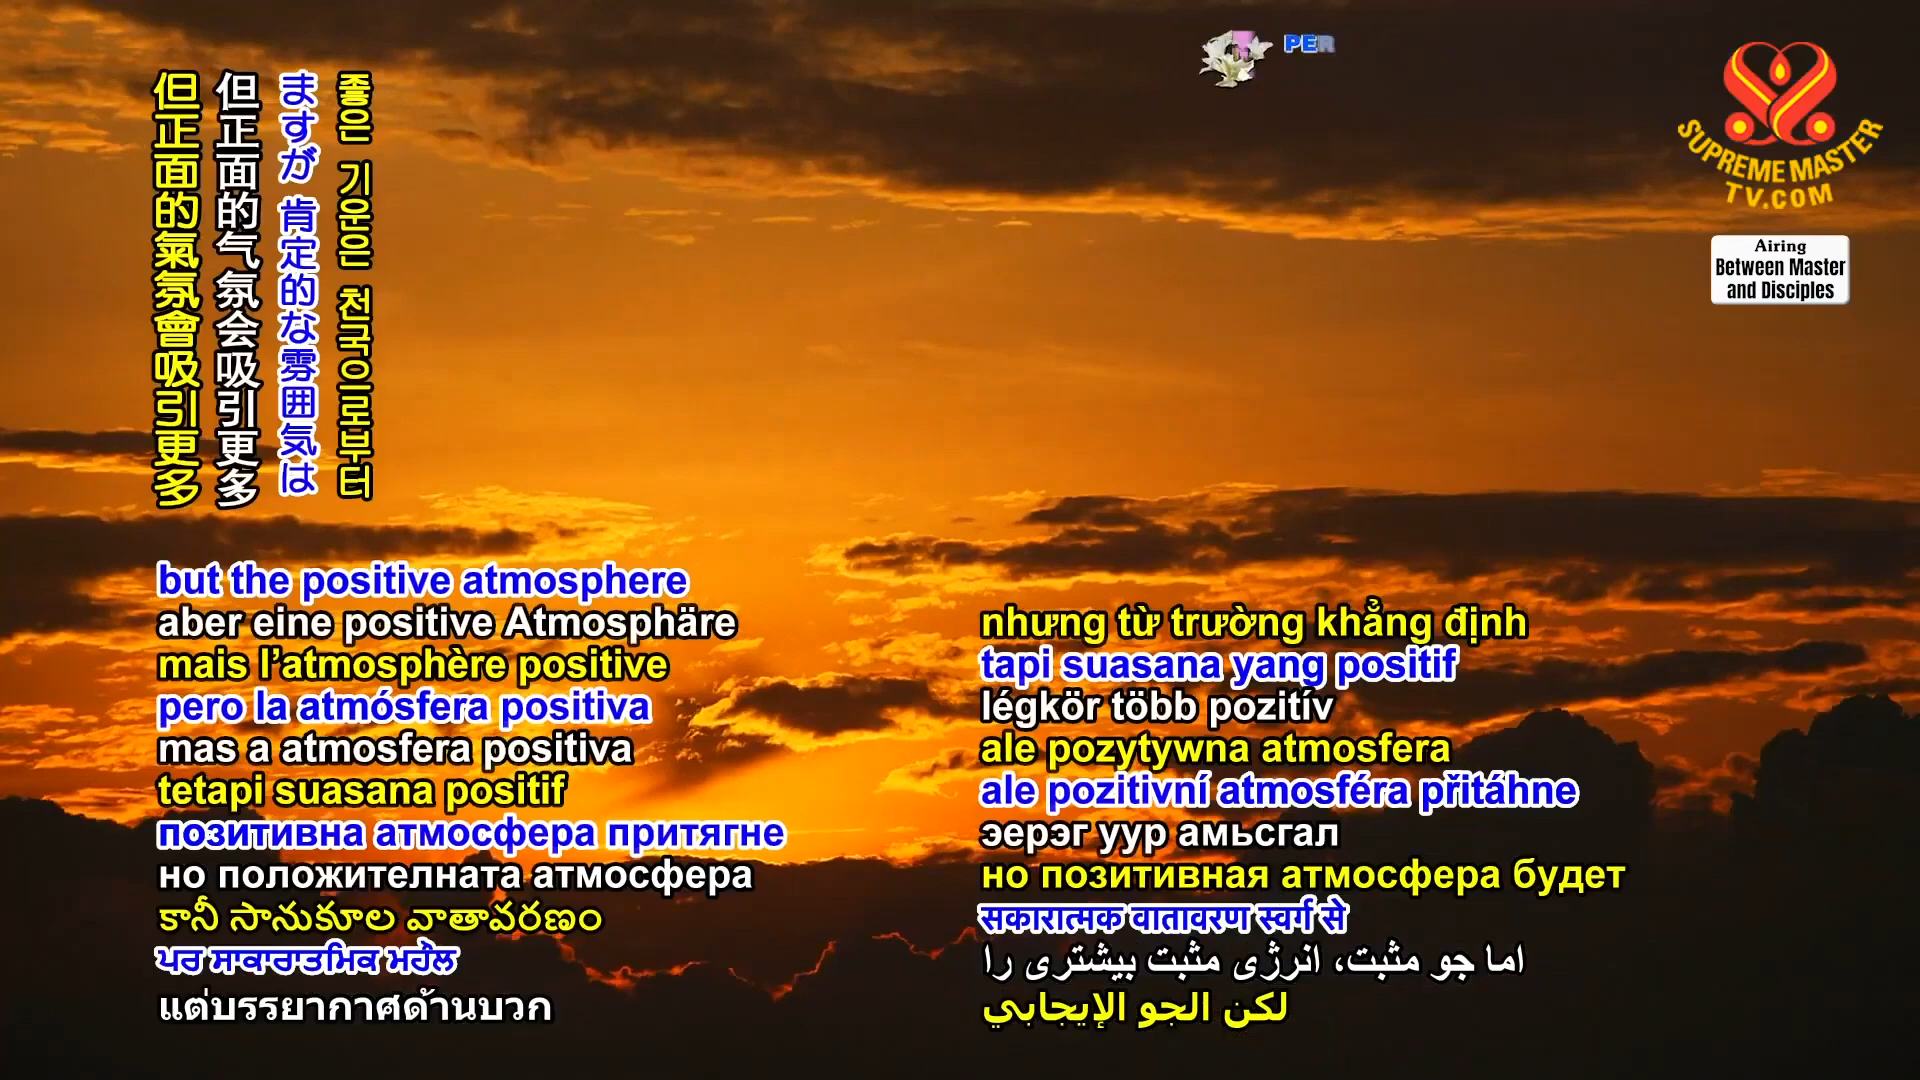 但正面的氣氛會吸引更多
但正面的气氛会吸引更多
ますが 肯定的な雰囲気は
좋은 기운은 천국으로부터
PER
SUPREME MASTER
TV.COM
Airing
Between Master
and Disciples
but the positive atmosphere
aber eine positive Atmosphäre
mais l’atmosphère positive
pero la atmósfera positiva
mas a atmosfera positiva
tetapi suasana positif
позитивна атмосфера притягне
но положителната атмосфера
కానీ సానుకూల వాతావరణం
ਪਰ ਸਾਕਾਰਾਤਮਿਕ ਮਹੌਲ
แต่บรรยากาศด้านบวก
nhưng từ trường khẳng định
tapi suasana yang positif
légkör több pozitív
ale pozytywna atmosfera
ale pozitivní atmosféra přitáhne
эерэг уур амьсгал
но позитивная атмосфера будет
सकारात्मक वातावरण स्वर्ग से
اما جو مثبت، انرژی مثبت بیشتری را
لكن الجو الإيجابي